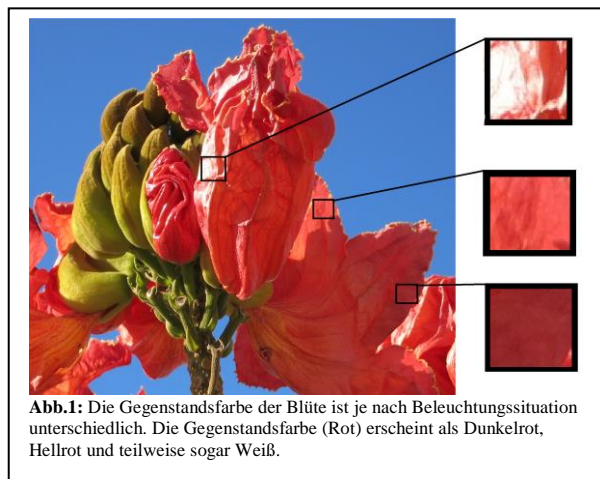 Abb.1: Die Gegenstandsfarbe der Blüte ist je nach Beleuchtungssituation
unterschiedlich. Die Gegenstandsfarbe (Rot) erscheint als Dunkelrot,
Hellrot und teilweise sogar Weiß.